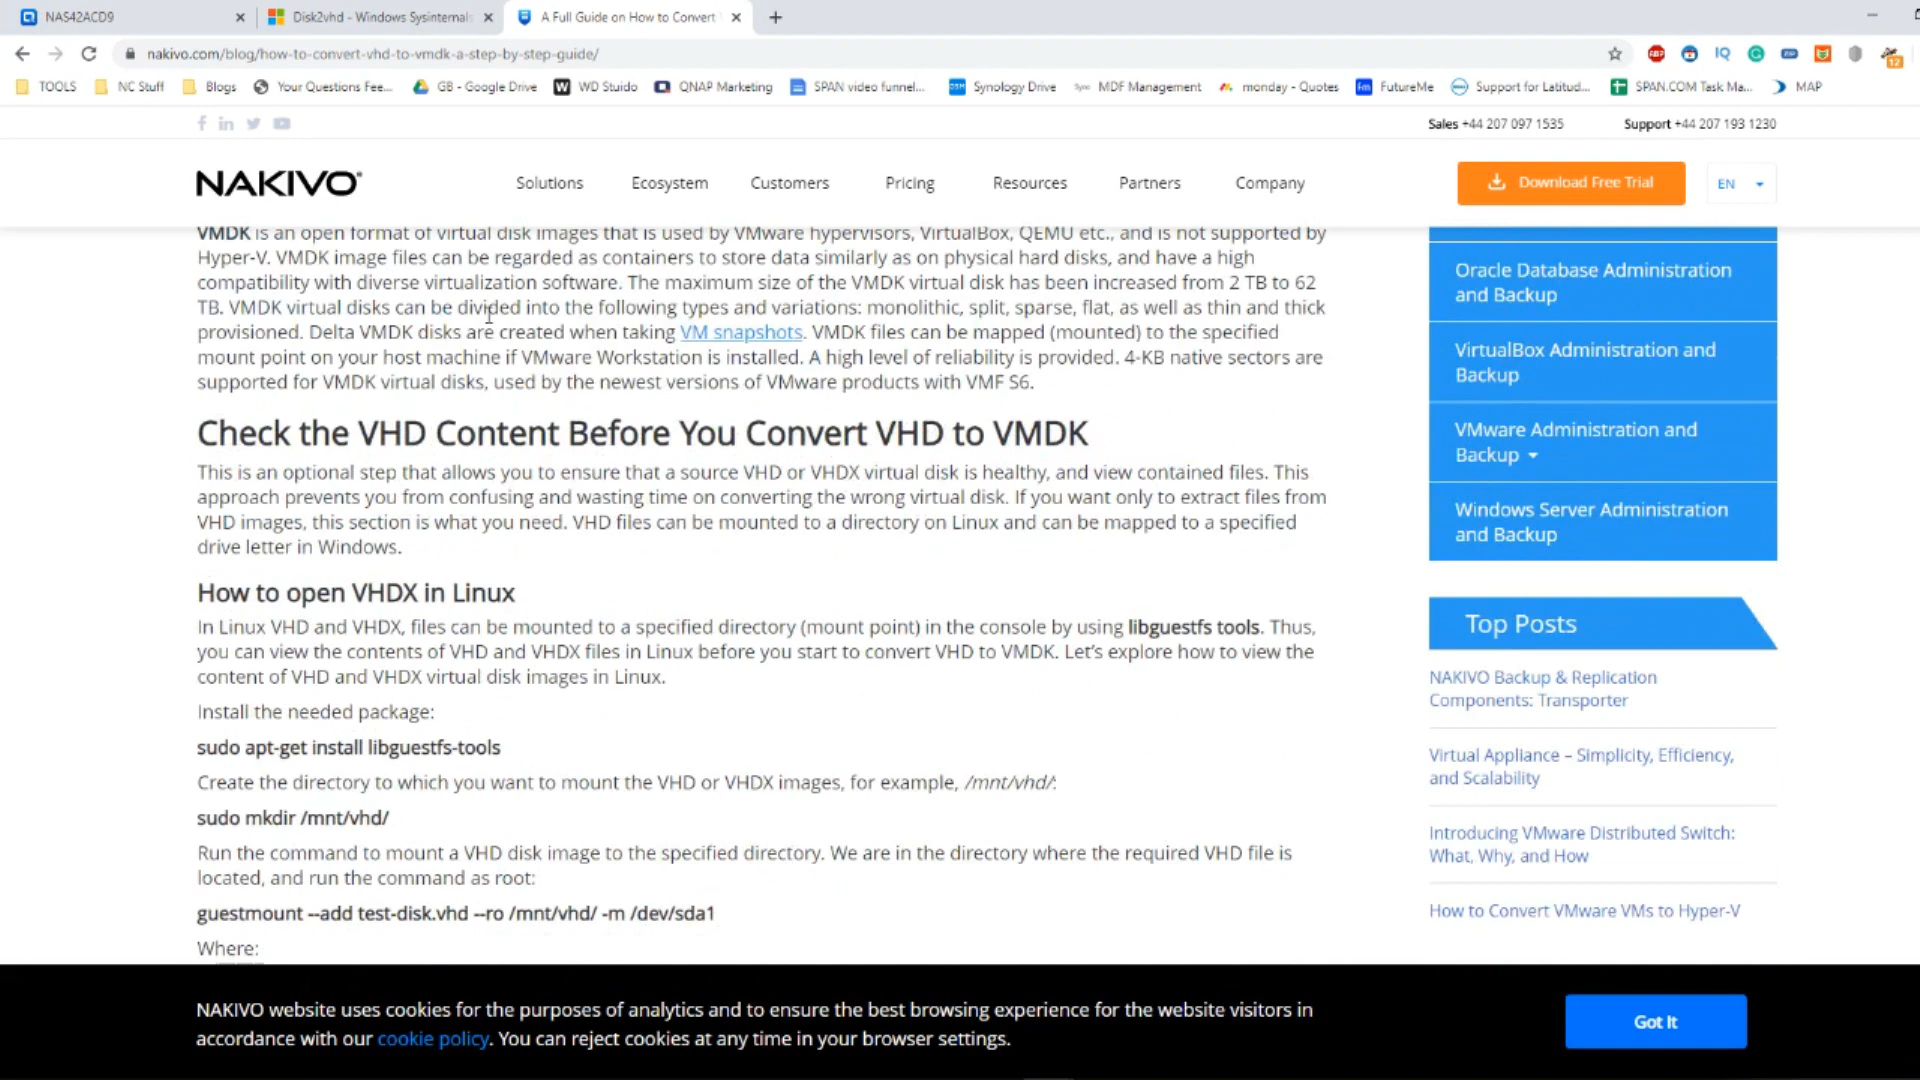 NAS42ACD9
Disk2vhd - Windows Sysinternals
A Full Guide on How to Convert
nakivo.com/blog/how-to-convert-vhd-to-vmdk-a-step-by-step-guide/
IQ
12
TOOLS
NC Stuff
Blogs
Your Questions Fee...
GB - Google Drive
W
WD Stuido
QNAP Marketing
SPAN video funnel...
Synology Drive
MDF Management
monday - Quotes
fm
FutureMe
Support for Latitud...
SPAN.COM Task Ma...
MAP
Sales +44 207 097 1535
Support +44 207 193 1230
NAKIVO®
Solutions
Ecosystem
Customers
Pricing
Resources
Partners
Company
Download Free Trial
EN
VMDK is an open format of virtual disk images that is used by VMware hypervisors, VirtualBox, QEMU etc., and is not supported by
Hyper-V. VMDK image files can be regarded as containers to store data similarly as on physical hard disks, and have a high
compatibility with diverse virtualization software. The maximum size of the VMDK virtual disk has been increased from 2 TB to 62
TB. VMDK virtual disks can be divided into the following types and variations: monolithic, split, sparse, flat, as well as thin and thick
provisioned. Delta VMDK disks are created when taking VM snapshots. VMDK files can be mapped (mounted) to the specified
mount point on your host machine if VMware Workstation is installed. A high level of reliability is provided. 4-KB native sectors are
supported for VMDK virtual disks, used by the newest versions of VMware products with VMF S6.
Check the VHD Content Before You Convert VHD to VMDK
This is an optional step that allows you to ensure that a source VHD or VHDX virtual disk is healthy, and view contained files. This
approach prevents you from confusing and wasting time on converting the wrong virtual disk. If you want only to extract files from
VHD images, this section is what you need. VHD files can be mounted to a directory on Linux and can be mapped to a specified
drive letter in Windows.
How to open VHDX in Linux
In Linux VHD and VHDX, files can be mounted to a specified directory (mount point) in the console by using libguestfs tools. Thus,
you can view the contents of VHD and VHDX files in Linux before you start to convert VHD to VMDK. Let's explore how to view the
content of VHD and VHDX virtual disk images in Linux.
Install the needed package:
sudo apt-get install libguestfs-tools
Create the directory to which you want to mount the VHD or VHDX images, for example, /mnt/vhd/:
sudo mkdir /mnt/vhd/
Run the command to mount a VHD disk image to the specified directory. We are in the directory where the required VHD file is
located, and run the command as root:
guestmount --add test-disk.vhd --ro /mnt/vhd/ -m /dev/sda1
Where:
Oracle Database Administration
and Backup
VirtualBox Administration and
Backup
VMware Administration and
Backup
Windows Server Administration
and Backup
Top Posts
NAKIVO Backup & Replication
Components: Transporter
Virtual Appliance – Simplicity, Efficiency,
and Scalability
Introducing VMware Distributed Switch:
What, Why, and How
How to Convert VMware VMs to Hyper-V
NAKIVO website uses cookies for the purposes of analytics and to ensure the best browsing experience for the website visitors in
accordance with our cookie policy. You can reject cookies at any time in your browser settings.
Got It